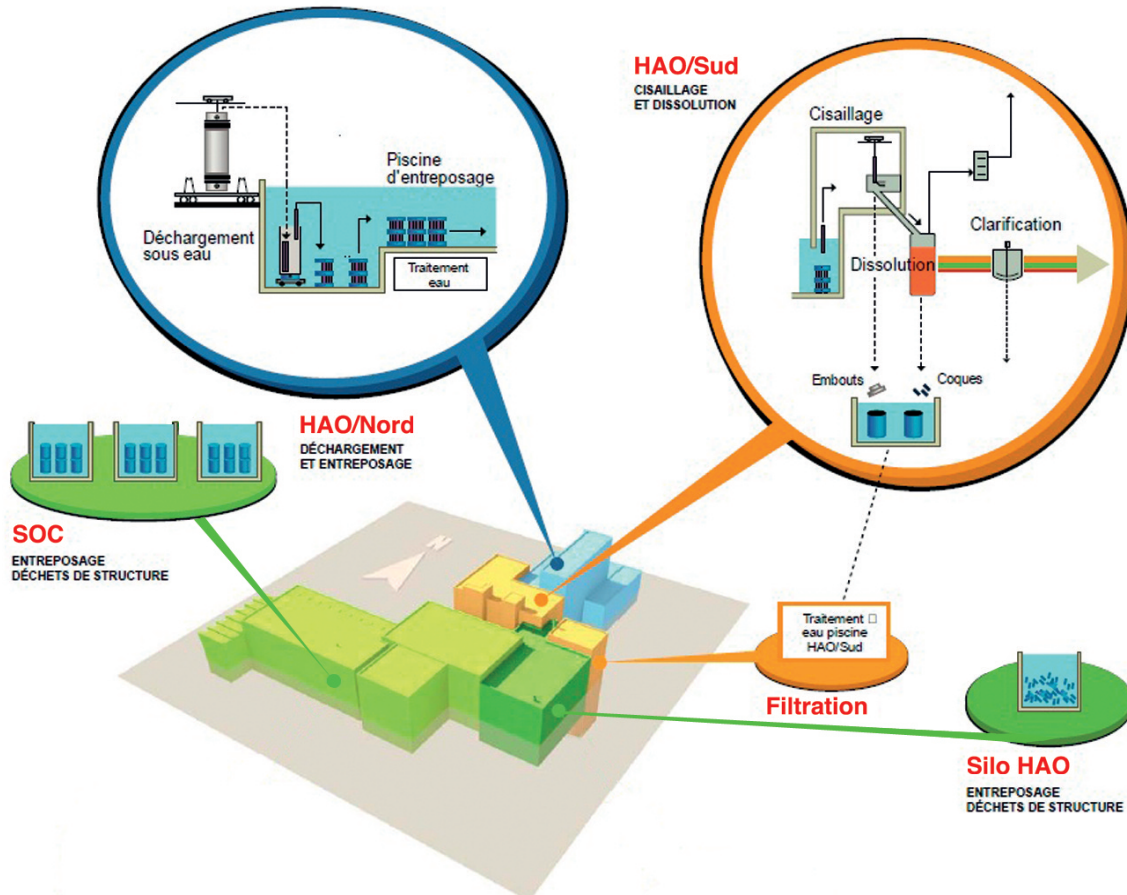 HAO/Sud
CISAILLAGE
ET DISSOLUTION
Cisaillage
Clarification
Dissolution
Embouts
Coques
Piscine
d'entreposage
Déchargement
sous eau
Traitement
eau
HAO/Nord
DÉCHARGEMENT
ET ENTREPOSAGE
SOC
ENTREPOSAGE
DÉCHETS DE STRUCTURE
N
Traitement □
eau piscine
HAO/Sud
Filtration
Silo HAO
ENTREPOSAGE
DÉCHETS DE STRUCTURE